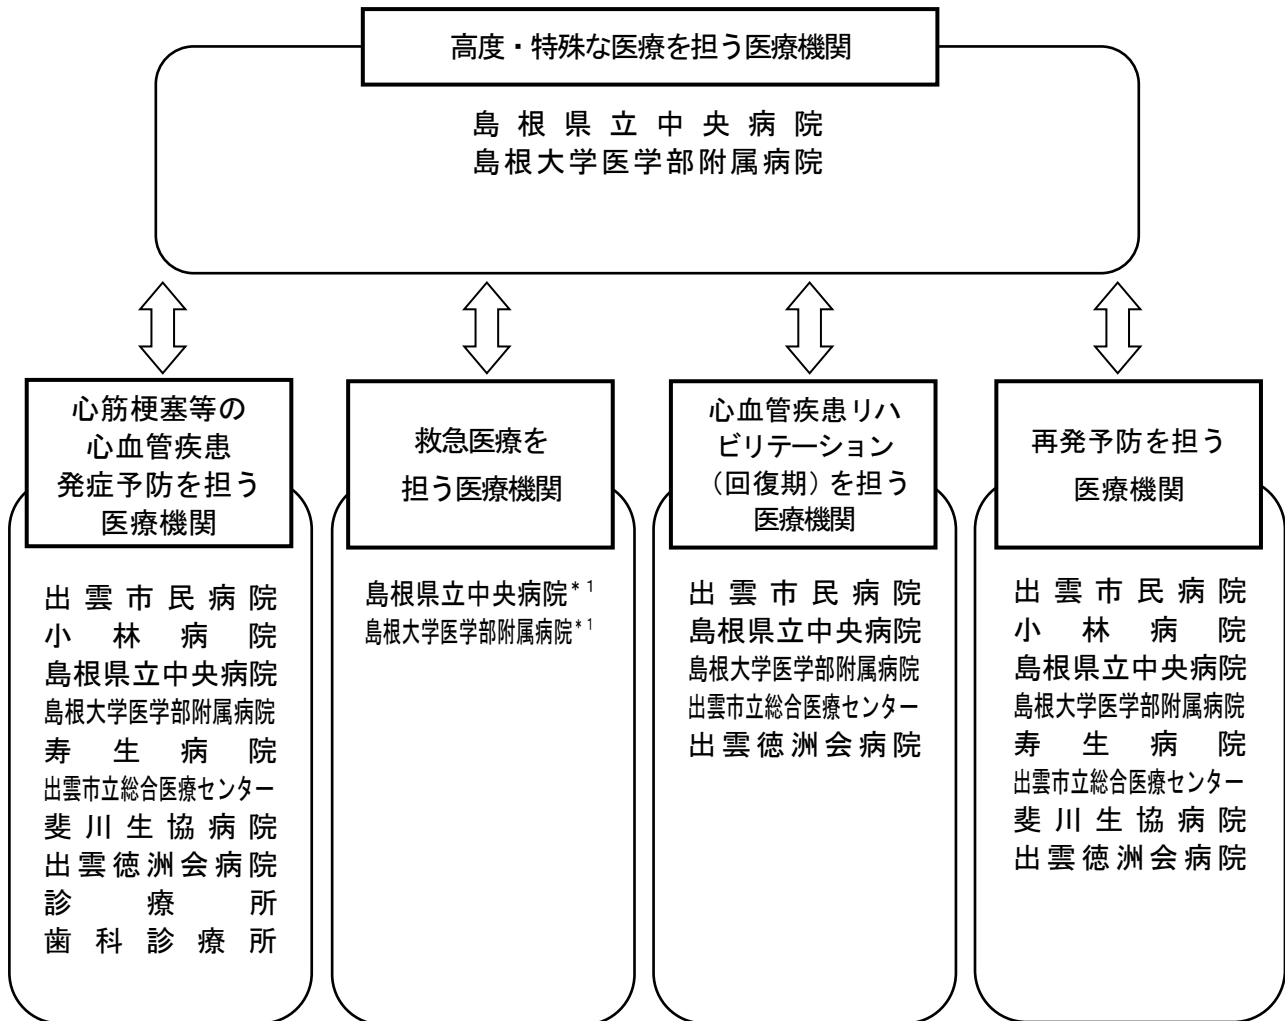 高度・特殊な医療を担う医療機関
島根県立中央病院
島根大学医学部附属病院
心筋梗塞等の
心血管疾患
発症予防を担う
医療機関
出雲市民病院
小林病院
島根県立中央病院
島根大学医学部附属病院
寿生病院
出雲市立総合医療センター
斐川生協病院
出雲徳洲会病院
診療所
歯科診療所
救急医療を
担う医療機関
島根県立中央病院*1
島根大学医学部附属病院*1
心血管疾患リハ
ビリテーション
（回復期）を担う
医療機関
出雲市民病院
島根県立中央病院
島根大学医学部附属病院
出雲市立総合医療センター
出雲徳洲会病院
再発予防を担う
医療機関
出雲市民病院
小林病院
島根県立中央病院
島根大学医学部附属病院
寿生病院
出雲市立総合医療センター
斐川生協病院
出雲徳洲会病院